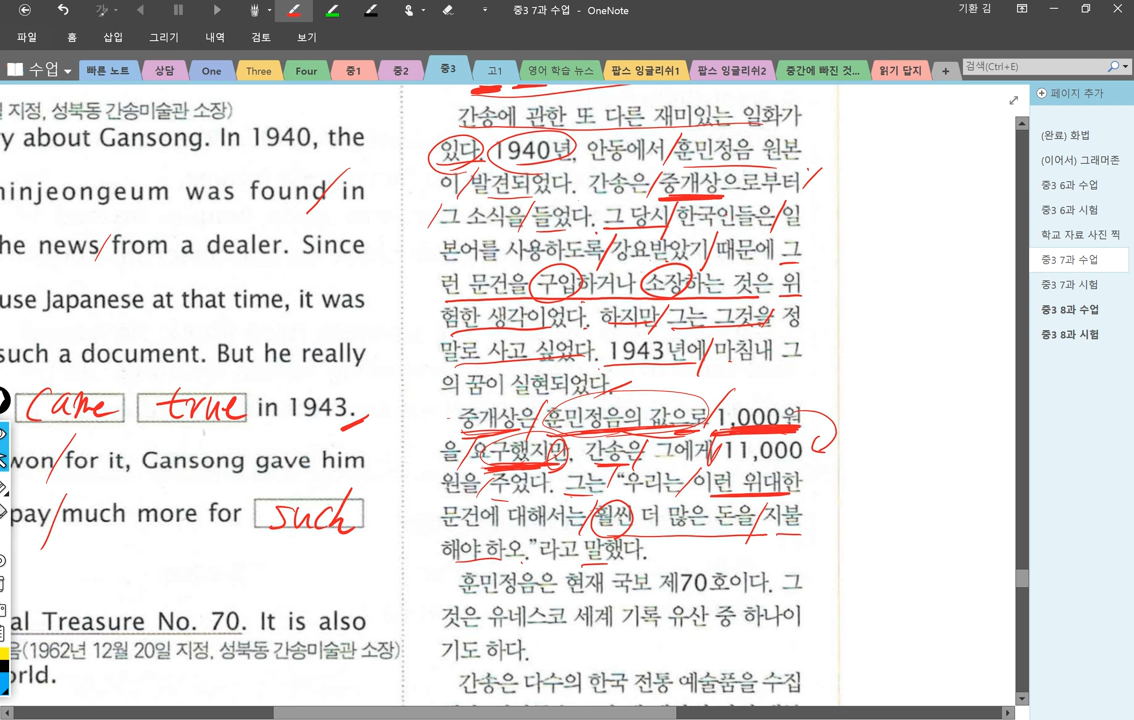 중3 7과 수업 - OneNote
기환 김
파일 홈 삽입 그리기 내역 검토 보기
수업 빠른 노트 상담 One Three Four 중1 중2 중3 고1 영어 학습 뉴스 팝스 잉글리쉬1 팝스 잉글리쉬2 중간에 빠진 것... 읽기 답지 + 검색(Ctrl+E)
페이지 추가
(완료) 화법
(이어서) 그래머존
중3 6과 수업
중3 6과 시험
학교 자료 사진 찍
중3 7과 수업
중3 7과 시험
중3 8과 수업
중3 8과 시험
일 지정, 성북동 간송미술관 소장)
y about Gansong. In 1940, the
ninjeongeum was found in
he news from a dealer. Since
use Japanese at that time, it was
such a document. But he really
came true in 1943.
won for it, Gansong gave him
pay much more for such
al Treasure No. 70. It is also
음(1962년 12월 20일 지정, 성북동 간송미술관 소장)
orld.
간송에 관한 또 다른 재미있는 일화가
있다. 1940년, 안동에서 훈민정음 원본
이 발견되었다. 간송은 중개상으로부터
그 소식을 들었다. 그 당시 한국인들은 일
본어를 사용하도록 강요받았기 때문에 그
런 문건을 구입하거나 소장하는 것은 위
험한 생각이었다. 하지만 그는 그것을 정
말로 사고 싶었다. 1943년에 마침내 그
의 꿈이 실현되었다.
중개상은 훈민정음의 값으로 1,000원
을 요구했지만, 간송은 그에게 11,000
원을 주었다. 그는 “우리는 이런 위대한
문건에 대해서는 훨씬 더 많은 돈을 지불
해야 하오.”라고 말했다.
훈민정음은 현재 국보 제70호이다. 그
것은 유네스코 세계 기록 유산 중 하나이
기도 하다.
간송은 다수의 한국 전통 예술품을 수집